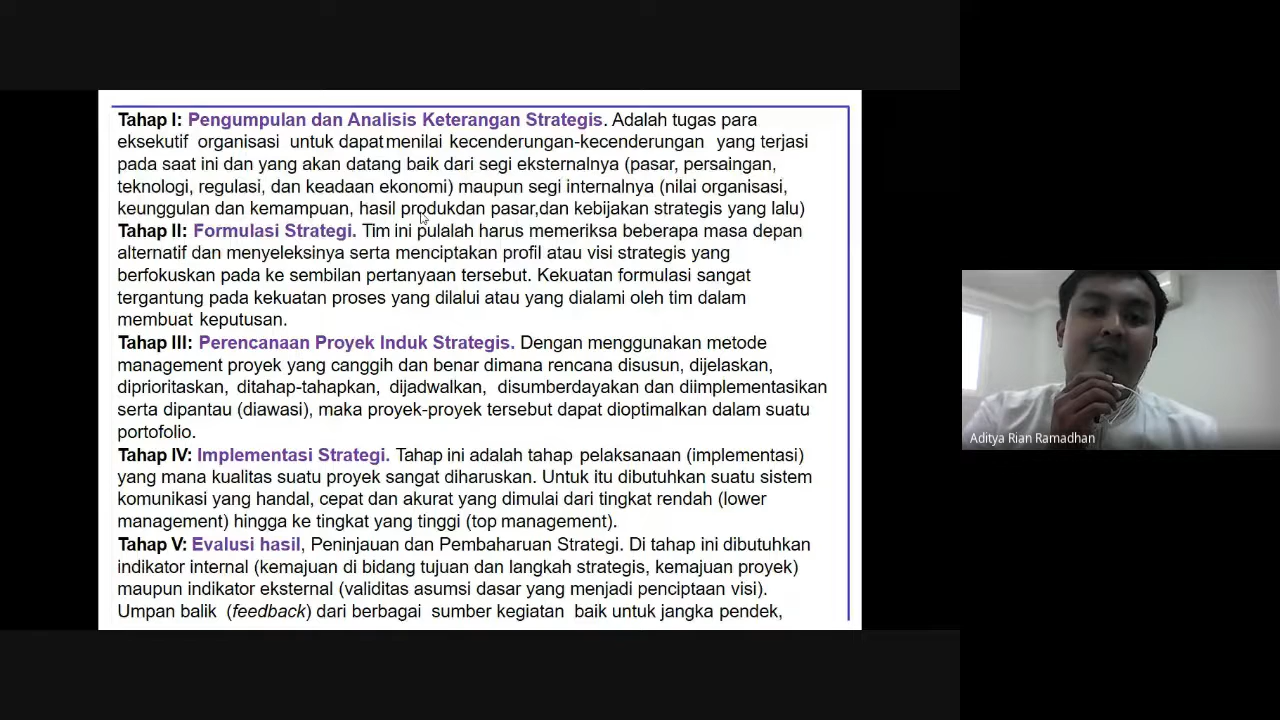 Tahap I: Pengumpulan dan Analisis Keterangan Strategis. Adalah tugas para
eksekutif organisasi untuk dapat menilai kecenderungan-kecenderungan yang terjasi
pada saat ini dan yang akan datang baik dari segi eksternalnya (pasar, persaingan,
teknologi, regulasi, dan keadaan ekonomi) maupun segi internalnya (nilai organisasi,
keunggulan dan kemampuan, hasil produkdan pasar,dan kebijakan strategis yang lalu)
Tahap II: Formulasi Strategi. Tim ini pulalah harus memeriksa beberapa masa depan
alternatif dan menyeleksinya serta menciptakan profil atau visi strategis yang
berfokuskan pada ke sembilan pertanyaan tersebut. Kekuatan formulasi sangat
tergantung pada kekuatan proses yang dilalui atau yang dialami oleh tim dalam
membuat keputusan.
Tahap III: Perencanaan Proyek Induk Strategis. Dengan menggunakan metode
management proyek yang canggih dan benar dimana rencana disusun, dijelaskan,
diprioritaskan, ditahap-tahapkan, dijadwalkan, disumberdayakan dan diimplementasikan
serta dipantau (diawasi), maka proyek-proyek tersebut dapat dioptimalkan dalam suatu
portofolio.
Tahap IV: Implementasi Strategi. Tahap ini adalah tahap pelaksanaan (implementasi)
yang mana kualitas suatu proyek sangat diharuskan. Untuk itu dibutuhkan suatu sistem
komunikasi yang handal, cepat dan akurat yang dimulai dari tingkat rendah (lower
management) hingga ke tingkat yang tinggi (top management).
Tahap V: Evalusi hasil, Peninjauan dan Pembaharuan Strategi. Di tahap ini dibutuhkan
indikator internal (kemajuan di bidang tujuan dan langkah strategis, kemajuan proyek)
maupun indikator eksternal (validitas asumsi dasar yang menjadi penciptaan visi).
Umpan balik (feedback) dari berbagai sumber kegiatan baik untuk jangka pendek,
Aditya Rian Ramadhan